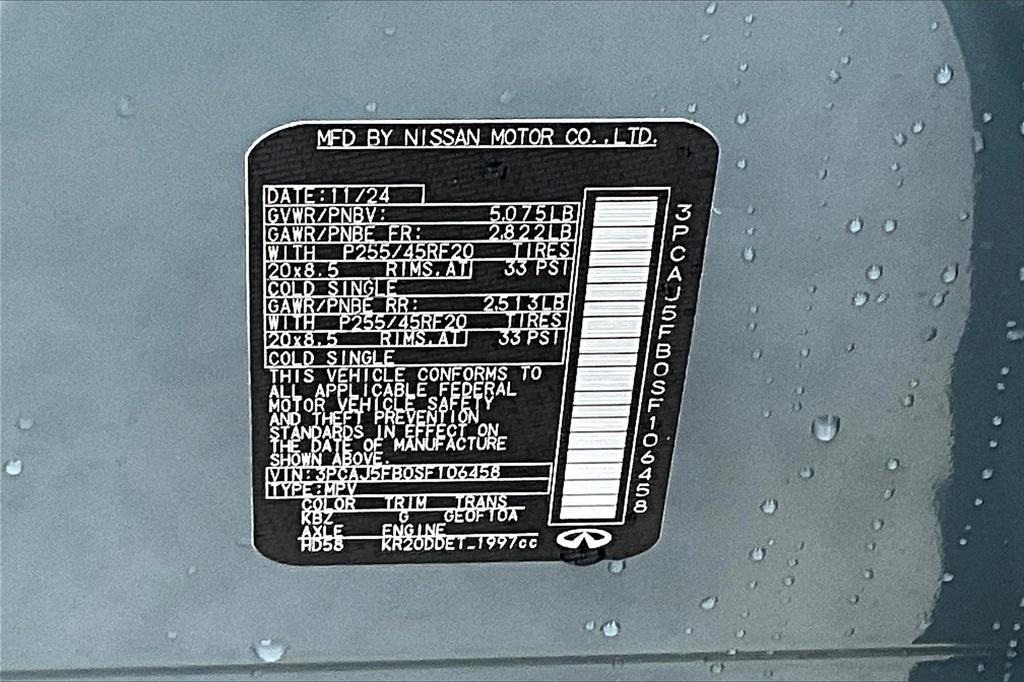 MFD BY NISSAN MOTOR CO.,LTD.
DATE:11/24
GVWR/PNBV: 5,075LB
GAWR/PNBE FR: 2,822LB
WITH P255/45RF20 TIRES
20x8.5 RIMS,AT 33 PSI
COLD SINGLE
GAWR/PNBE RR: 2,513LB
WITH P255/45RF20 TIRES
20x8.5 RIMS,AT 33 PSI
COLD SINGLE
THIS VEHICLE CONFORMS TO
ALL APPLICABLE FEDERAL
MOTOR VEHICLE SAFETY
AND THEFT PREVENTION
STANDARDS IN EFFECT ON
THE DATE OF MANUFACTURE
SHOWN ABOVE.
VIN:3PCAJ5FB0SF106458
TYPE:MPV
COLOR TRIM TRANS
KBZ G GE0F10A
AXLE ENGINE
HD58 KR20DDET_1997cc
3PCAJ5FB0SF106458